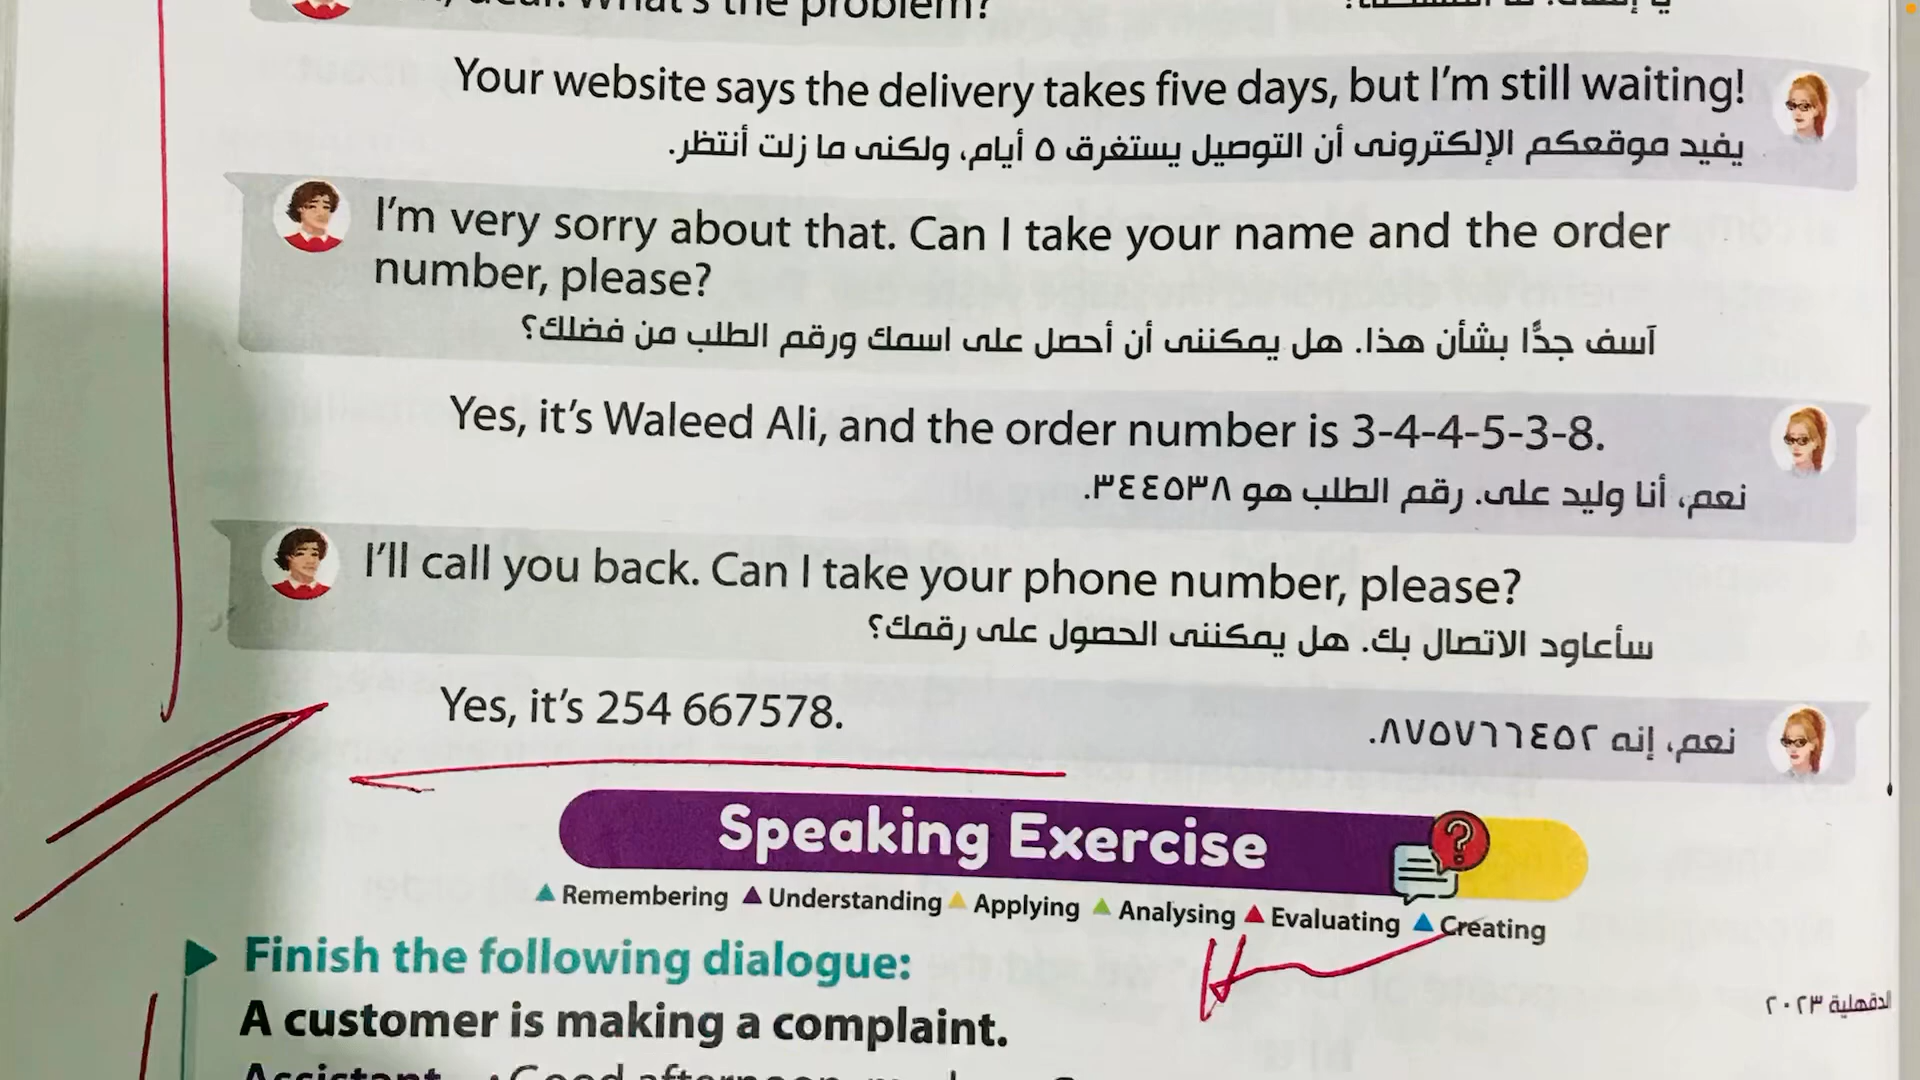 the problem?
Your website says the delivery takes five days, but I'm still waiting!
يفيد موقعكم الإلكترونى أن التوصيل يستغرق ٥ أيام، ولكنى ما زلت أنتظر.
I'm very sorry about that. Can I take your name and the order
number, please?
آسف جدًّا بشأن هذا. هل يمكننى أن أحصل على اسمك ورقم الطلب من فضلك؟
Yes, it's Waleed Ali, and the order number is 3-4-4-5-3-8.
نعم، أنا وليد على. رقم الطلب هو ٣٤٤٥٣٨.
I'll call you back. Can I take your phone number, please?
سأعاود الاتصال بك. هل يمكننى الحصول على رقمك؟
Yes, it's 254 667578.
نعم، إنه ٨٧٥٧٦٦٤٥٢.
Speaking Exercise
Remembering Understanding Applying Analysing Evaluating Creating
Finish the following dialogue:
الدقهلية ٢٠٢٣
A customer is making a complaint.
Assistant : Good afternoon,